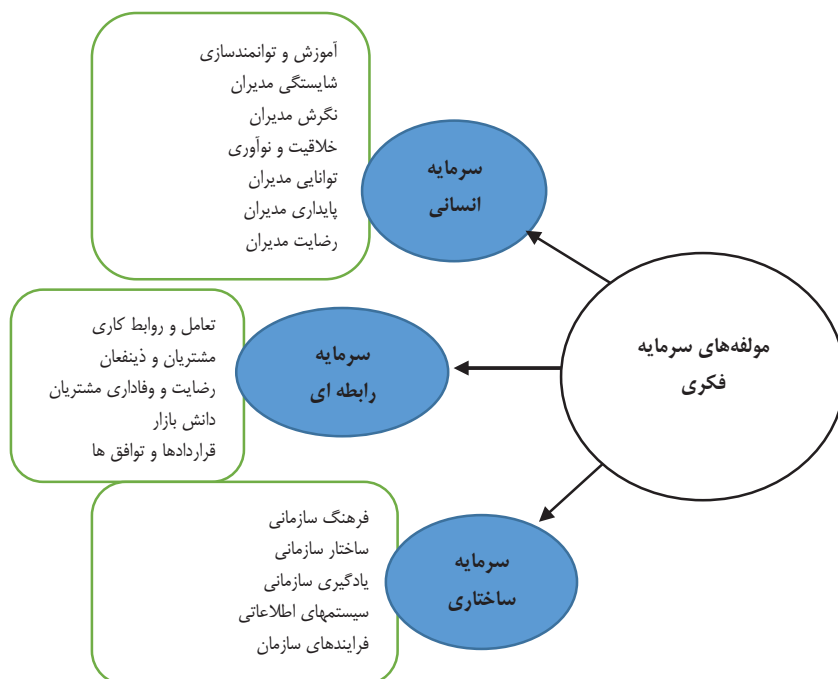 مولفه‌های سرمایه
فکری
سرمایه
انسانی
آموزش و توانمندسازی
شایستگی مدیران
نگرش مدیران
خلاقیت و نوآوری
توانایی مدیران
پایداری مدیران
رضایت مدیران
سرمایه
رابطه ای
تعامل و روابط کاری
مشتریان و ذینفعان
رضایت و وفاداری مشتریان
دانش بازار
قراردادها و توافق ها
سرمایه
ساختاری
فرهنگ سازمانی
ساختار سازمانی
یادگیری سازمانی
سیستمهای اطلاعاتی
فرایندهای سازمان